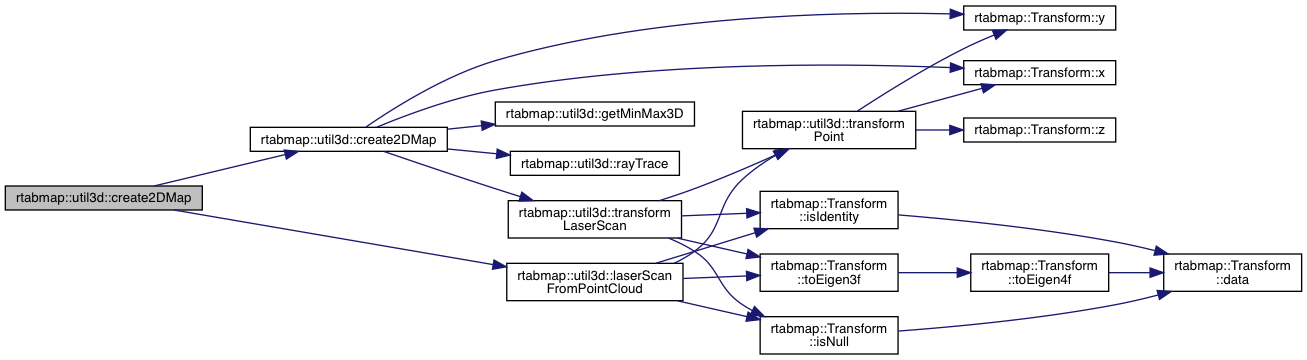 rtabmap::Transform::y
rtabmap::Transform::x
rtabmap::util3d::getMinMax3D
rtabmap::util3d::create2DMap
rtabmap::util3d::transform
Point
rtabmap::Transform::z
rtabmap::util3d::rayTrace
rtabmap::util3d::create2DMap
rtabmap::util3d::transform
LaserScan
rtabmap::Transform
::isIdentity
rtabmap::util3d::laserScan
FromPointCloud
rtabmap::Transform
::toEigen3f
rtabmap::Transform
::toEigen4f
rtabmap::Transform
::data
rtabmap::Transform
::isNull